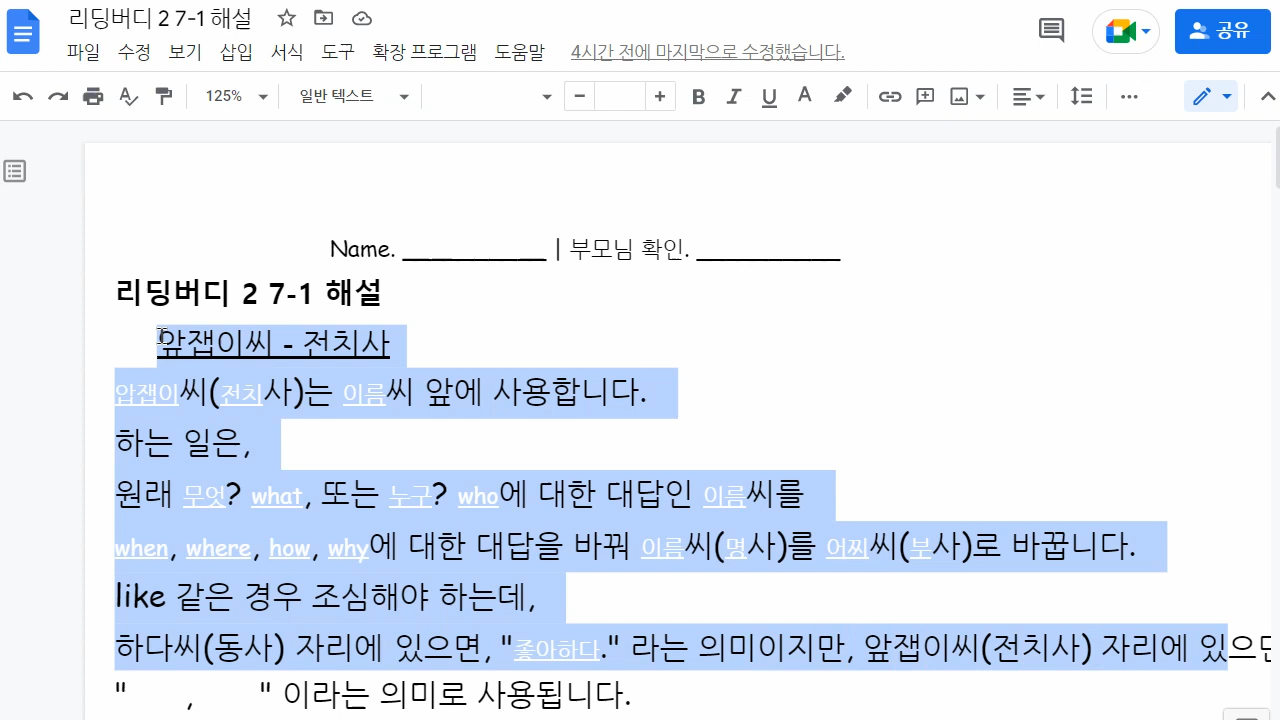 리딩버디 2 7-1 해설
파일 수정 보기 삽입 서식 도구 확장 프로그램 도움말 4시간 전에 마지막으로 수정했습니다.
공유
125% 일반 텍스트
Name. __________ | 부모님 확인. __________
리딩버디 2 7-1 해설
앞잽이씨 - 전치사
압잽이씨(전치사)는 이름씨 앞에 사용합니다.
하는 일은,
원래 무엇? what, 또는 누구? who에 대한 대답인 이름씨를
when, where, how, why에 대한 대답을 바꿔 이름씨(명사)를 어찌씨(부사)로 바꿉니다.
like 같은 경우 조심해야 하는데,
하다씨(동사) 자리에 있으면, "좋아하다." 라는 의미이지만, 앞잽이씨(전치사) 자리에 있으면
" , " 이라는 의미로 사용됩니다.